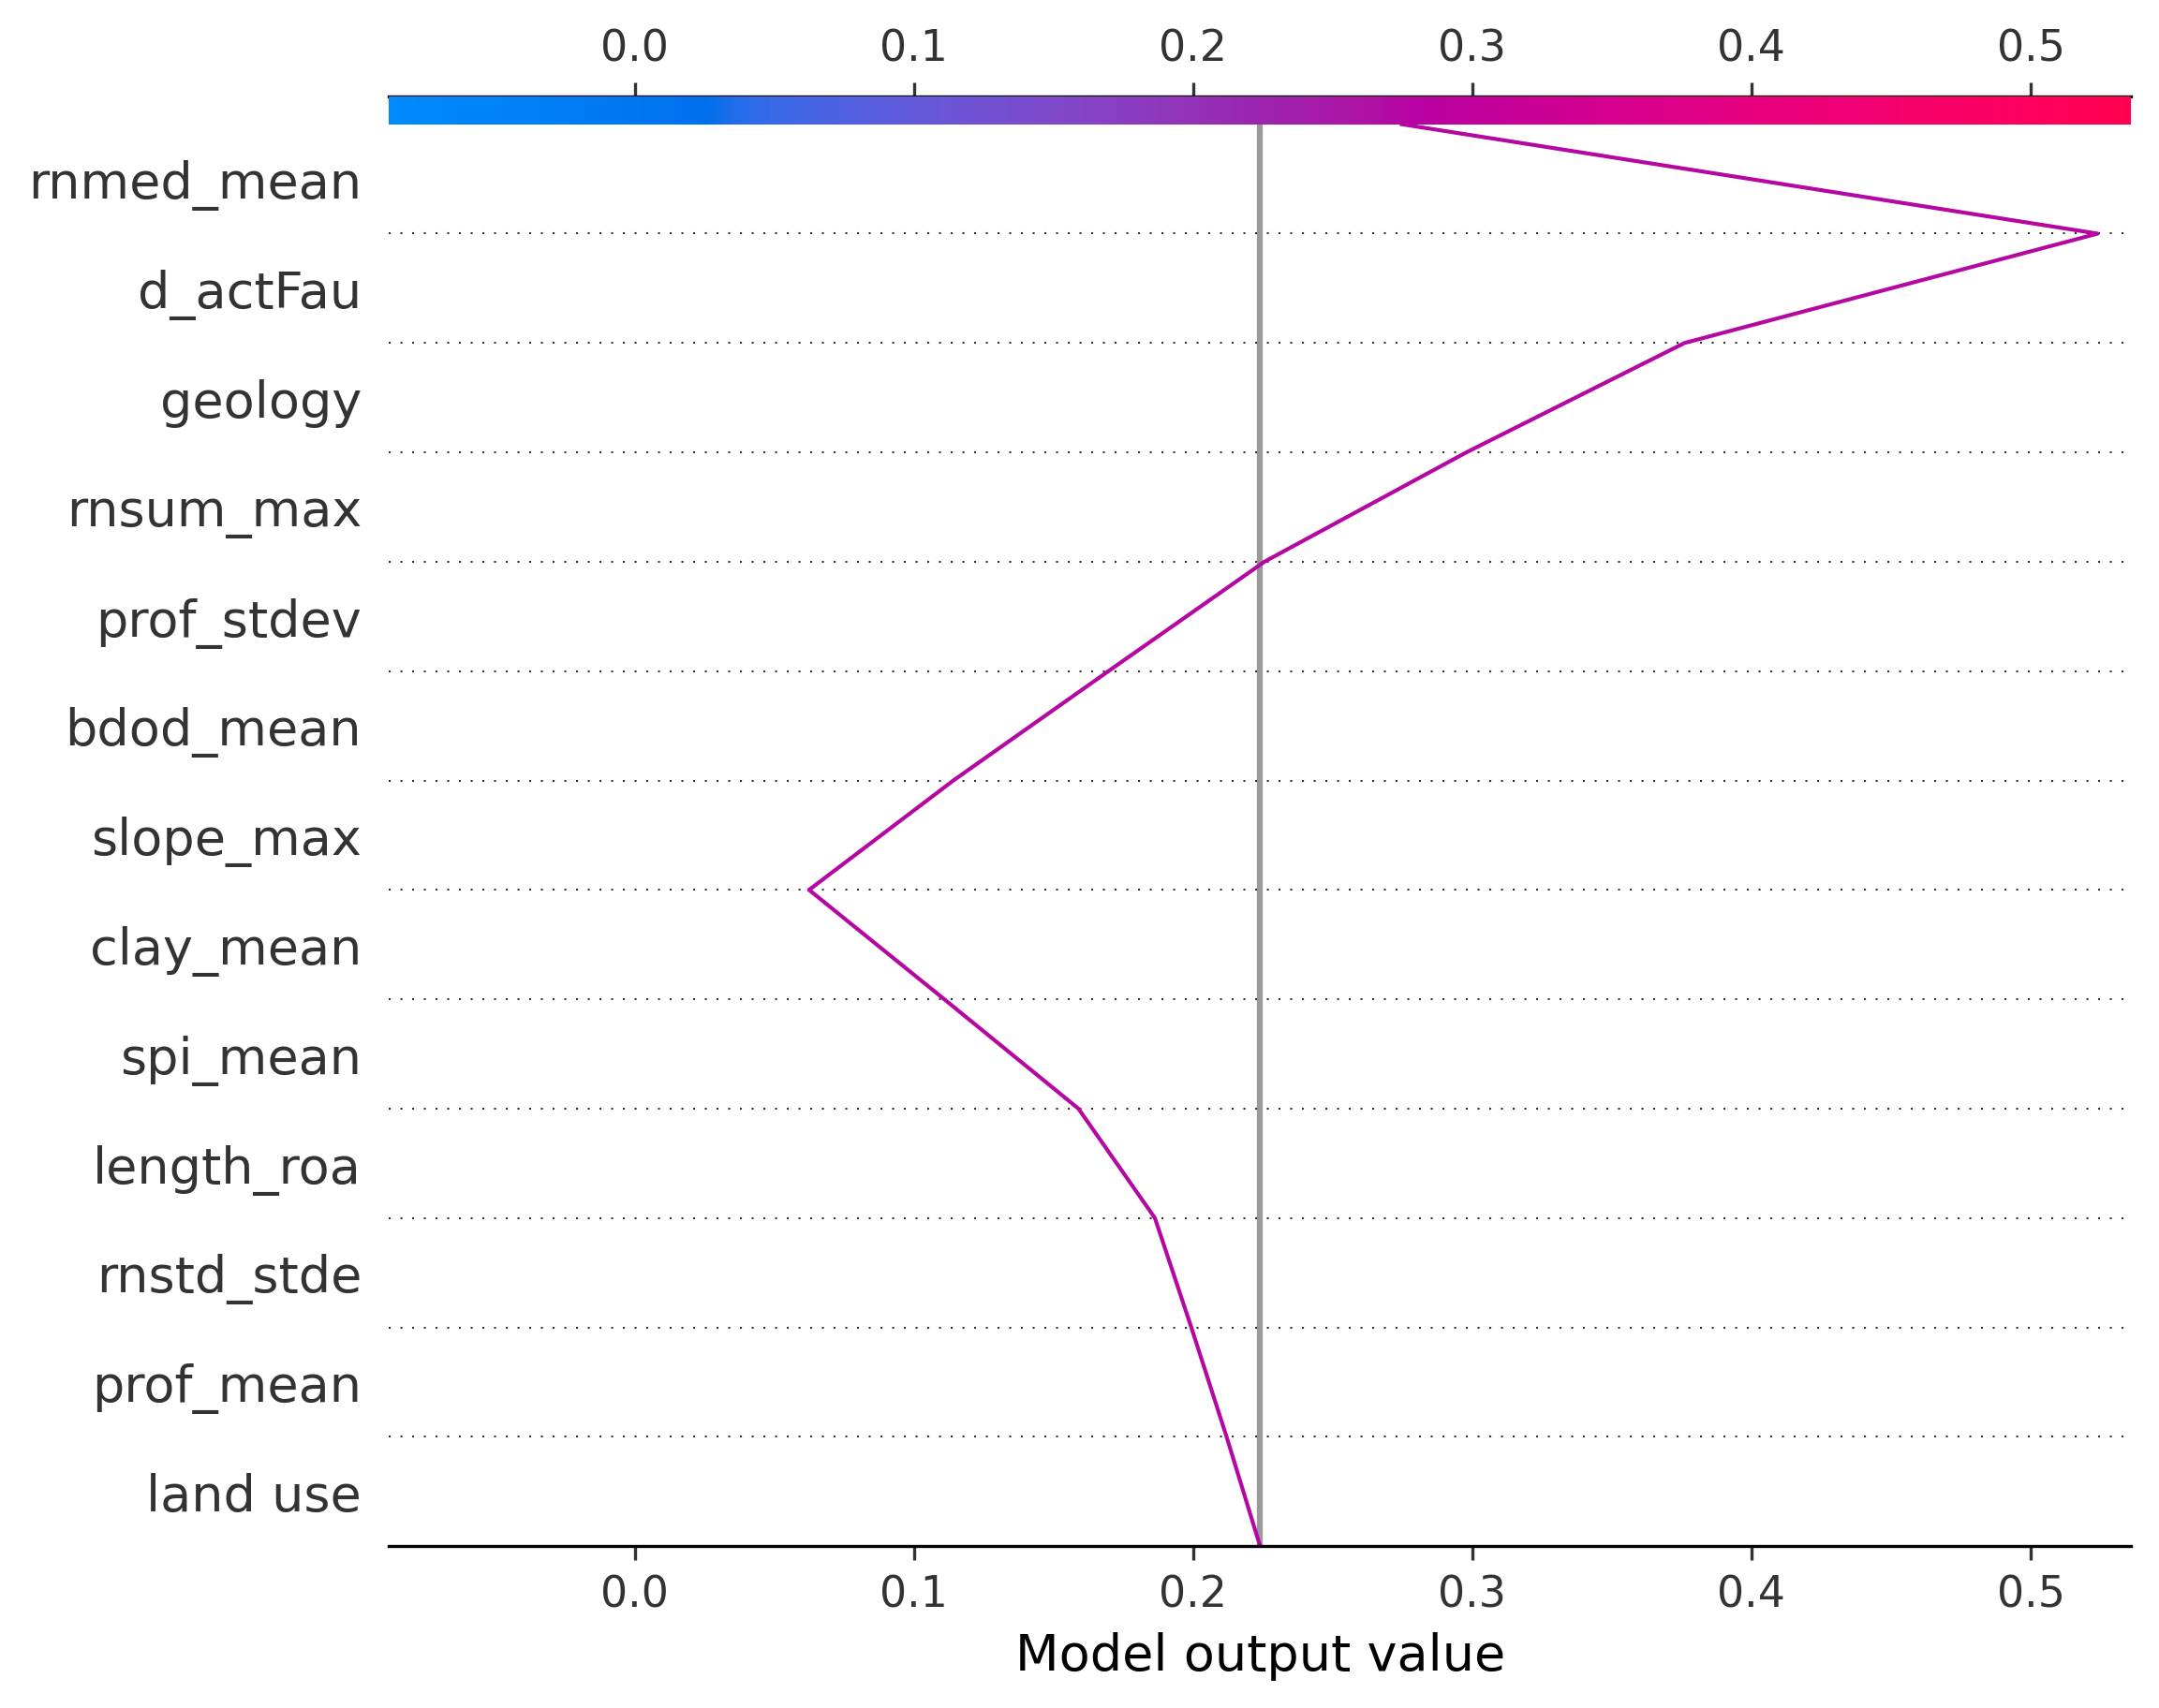 0.0 0.1 0.2 0.3 0.4 0.5
rnmed_mean
d_actFau
geology
rnsum_max
prof_stdev
bdod_mean
slope_max
clay_mean
spi_mean
length_roa
rnstd_stde
prof_mean
land use
0.0 0.1 0.2 0.3 0.4 0.5
Model output value